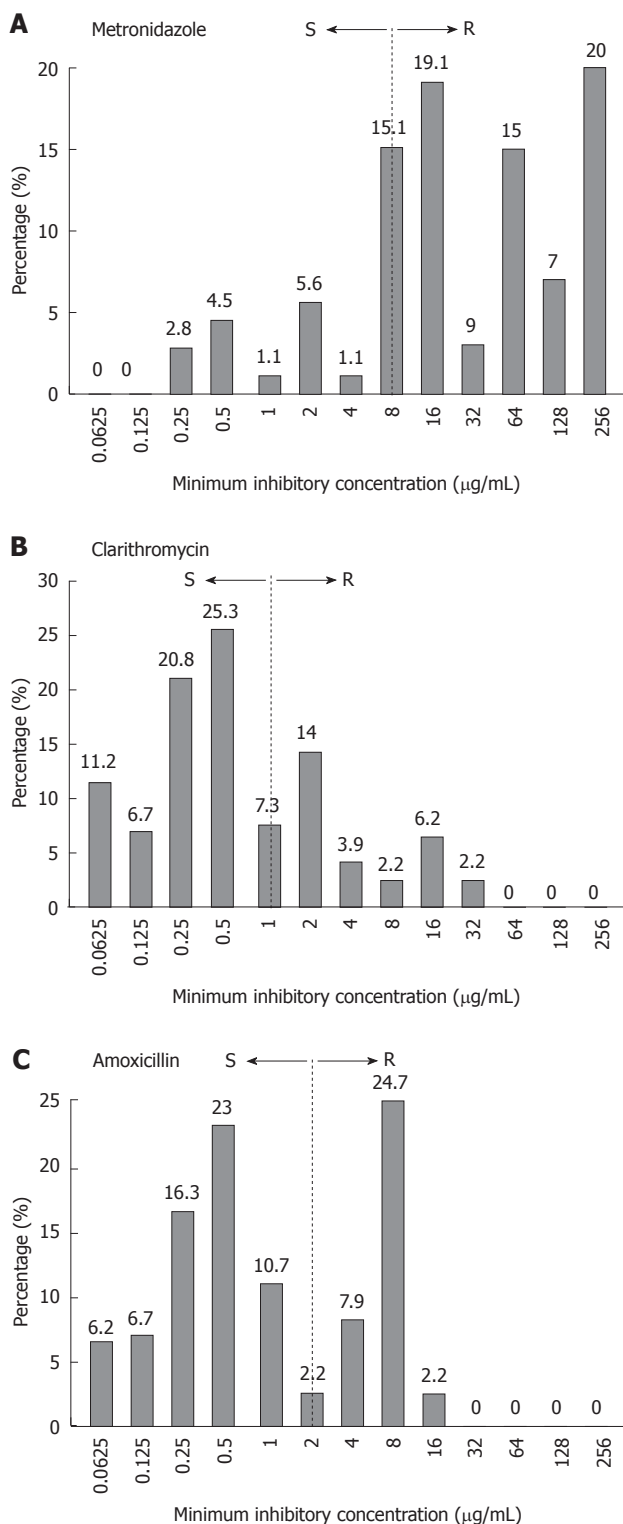 A
Metronidazole
S R
20
15
10
5
0
Percentage (%)
0 0 2.8 4.5 1.1 5.6 1.1 15.1 19.1 9 15 7 20
0.0625 0.125 0.25 0.5 1 2 4 8 16 32 64 128 256
Minimum inhibitory concentration (μg/mL)
B
Clarithromycin
S R
30
25
20
15
10
5
0
Percentage (%)
11.2 6.7 20.8 25.3 7.3 14 3.9 2.2 6.2 2.2 0 0 0
0.0625 0.125 0.25 0.5 1 2 4 8 16 32 64 128 256
Minimum inhibitory concentration (μg/mL)
C
Amoxicillin
S R
25
20
15
10
5
0
Percentage (%)
6.2 6.7 16.3 23 10.7 2.2 7.9 24.7 2.2 0 0 0 0
0.0625 0.125 0.25 0.5 1 2 4 8 16 32 64 128 256
Minimum inhibitory concentration (μg/mL)